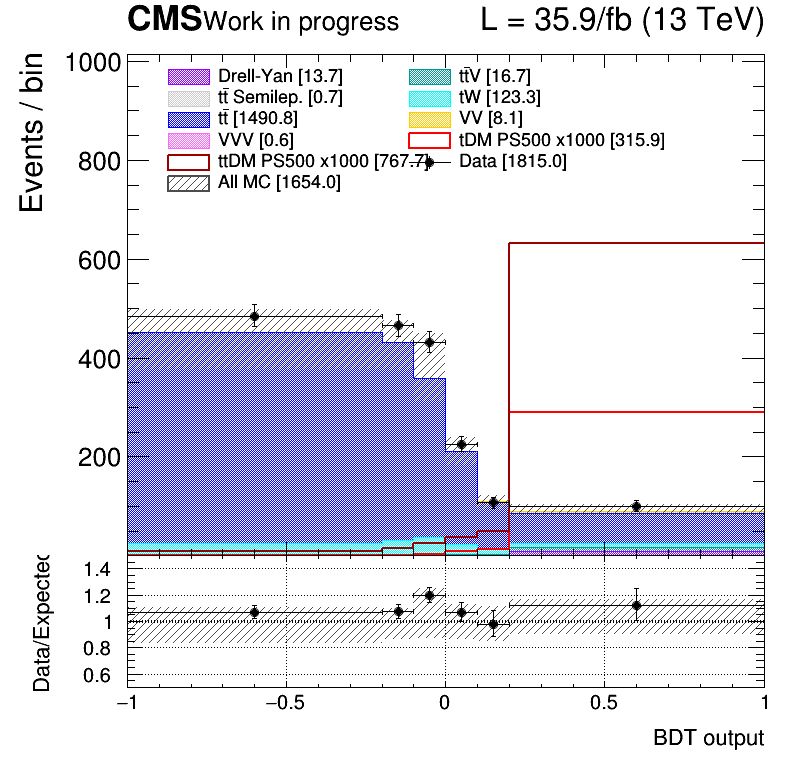 CMS Work in progress L = 35.9/fb (13 TeV)
Events / bin
1000
800
600
400
200
Drell-Yan [13.7]
tt̄V [16.7]
tt̄ Semilep. [0.7]
tW [123.3]
tt̄ [1490.8]
VV [8.1]
VVV [0.6]
tDM PS500 x1000 [315.9]
ttDM PS500 x1000 [767.7]
Data [1815.0]
All MC [1654.0]
Data/Expected
1.4
1.2
1
0.8
0.6
−1 −0.5 0 0.5 1
BDT output